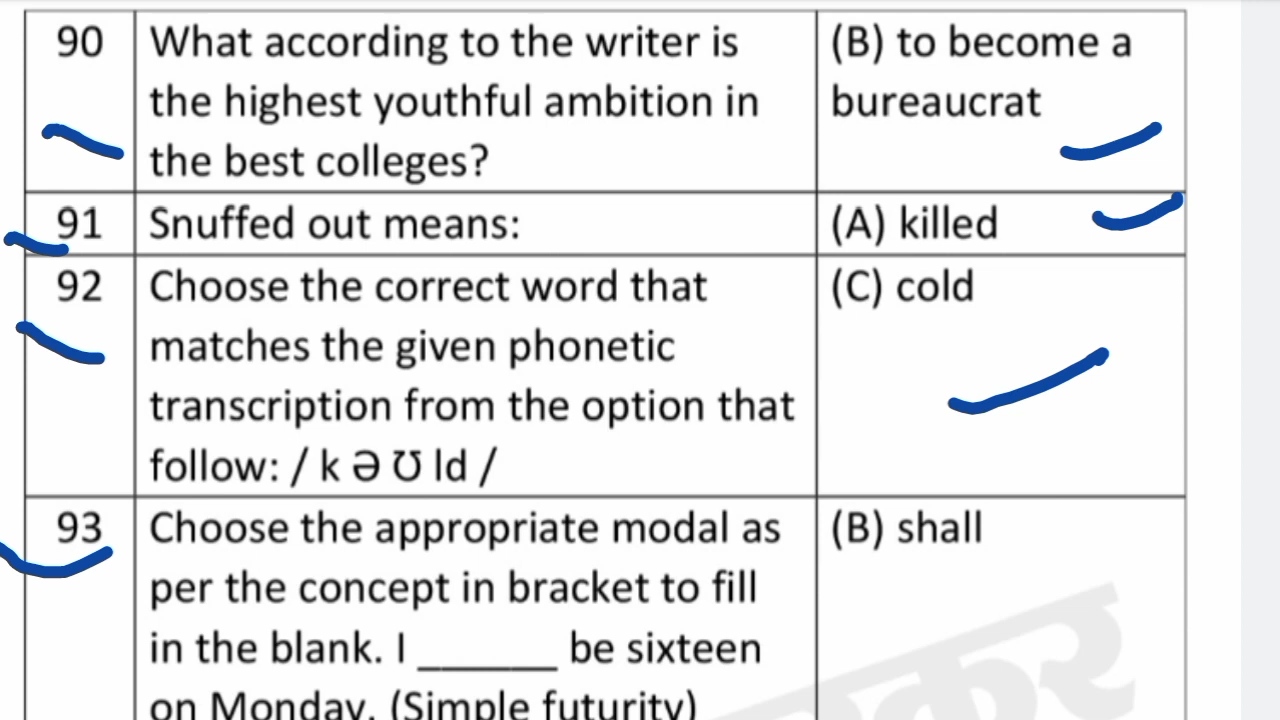 90 What according to the writer is (B) to become a
the highest youthful ambition in bureaucrat
the best colleges?
91 Snuffed out means: (A) killed
92 Choose the correct word that (C) cold
matches the given phonetic
transcription from the option that
follow: / k ə ʊ ld /
93 Choose the appropriate modal as (B) shall
per the concept in bracket to fill
in the blank. I ______ be sixteen
on Monday. (Simple futurity)